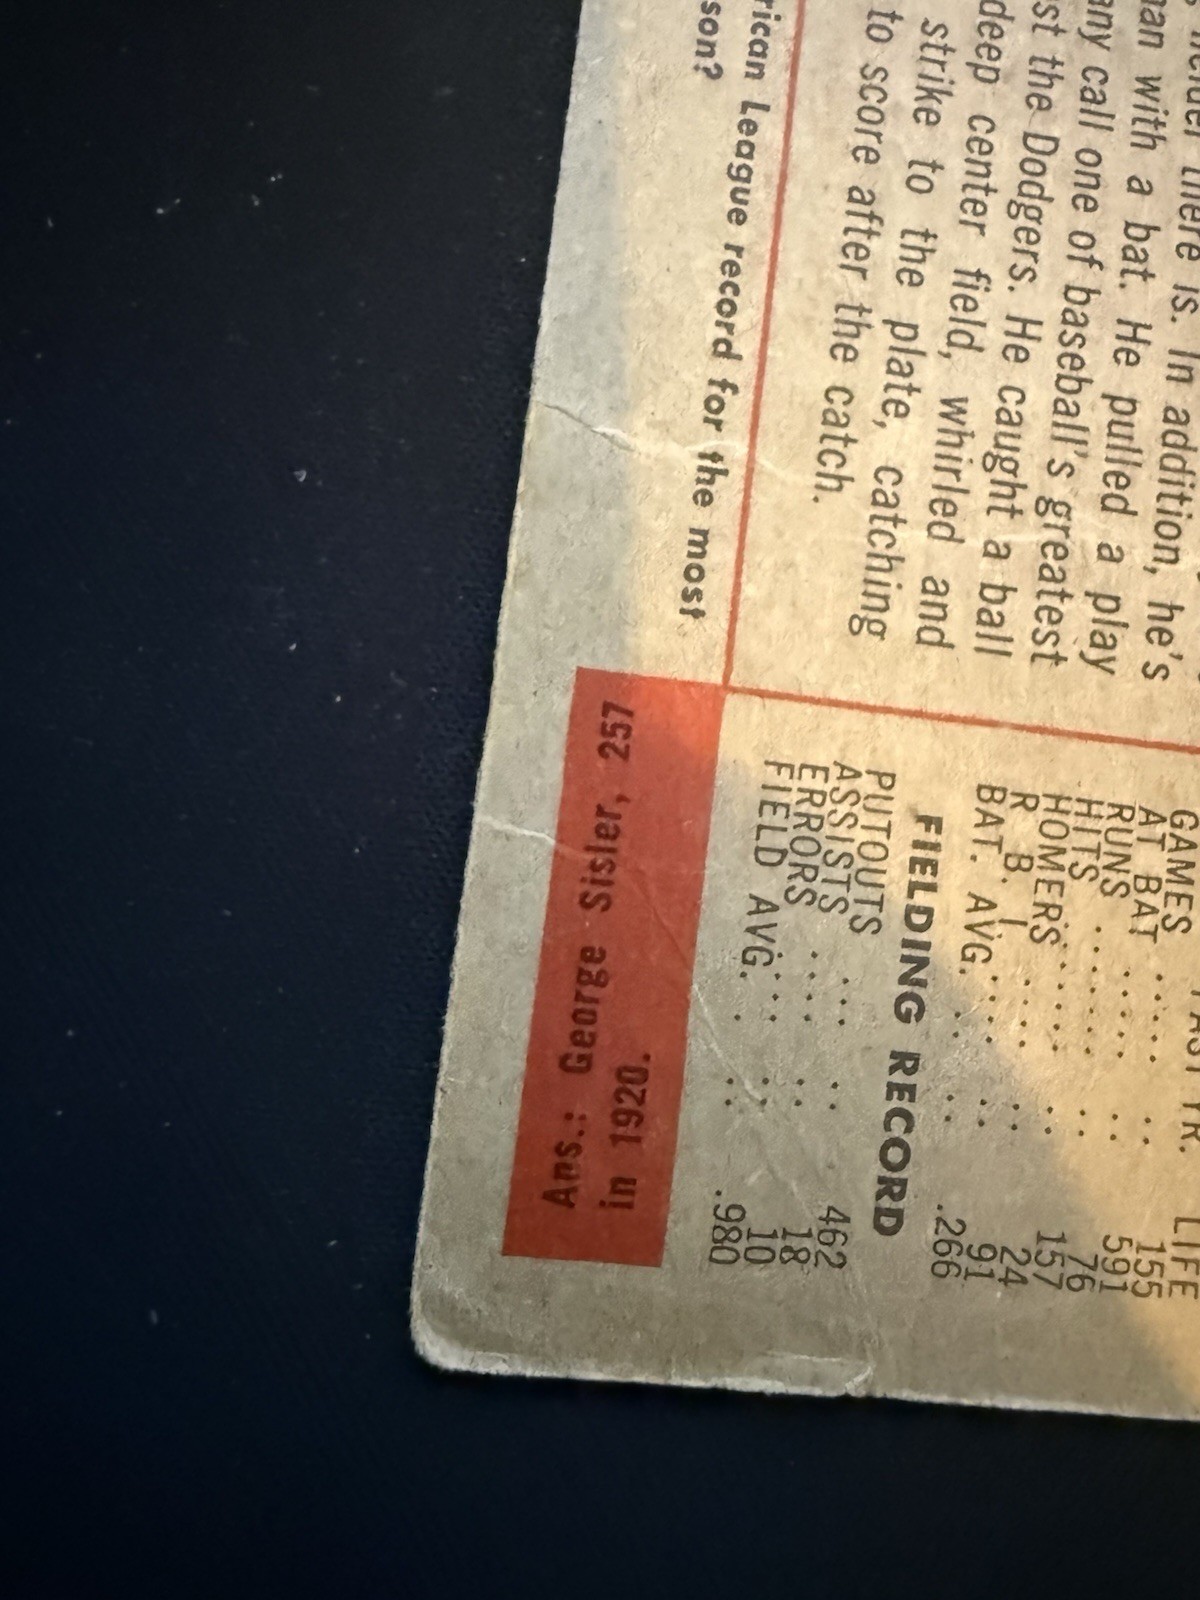 there is. In addition, he's
with a bat. He pulled a play
call one of baseball's greatest
the Dodgers. He caught a ball
deep center field, whirled and
strike to the plate, catching
to score after the catch.
rican League record for the most
son?
YR. LIFE
GAMES ..... .. 155
AT BAT ..... .. 591
RUNS ...... .. 76
HITS ...... .. 157
HOMERS ..... .. 24
R B. I. .... .. 91
BAT. AVG. .. .. .266
FIELDING RECORD
PUTOUTS ... .. 462
ASSISTS .... .. 18
ERRORS .... .. 10
FIELD AVG. . .. .980
Ans.: George Sisler, 257
in 1920.